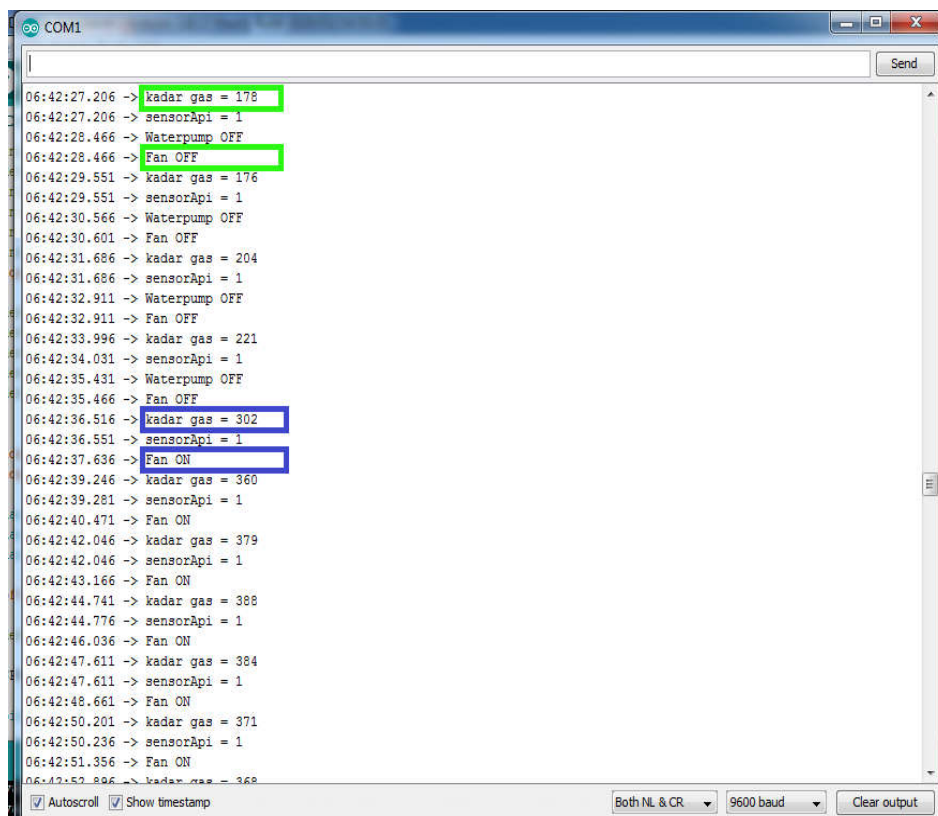 COM1
Send
06:42:27.206 -> kadar gas = 178
06:42:27.206 -> sensorApi = 1
06:42:28.466 -> Waterpump OFF
06:42:28.466 -> Fan OFF
06:42:29.551 -> kadar gas = 176
06:42:29.551 -> sensorApi = 1
06:42:30.566 -> Waterpump OFF
06:42:30.601 -> Fan OFF
06:42:31.686 -> kadar gas = 204
06:42:31.686 -> sensorApi = 1
06:42:32.911 -> Waterpump OFF
06:42:32.911 -> Fan OFF
06:42:33.996 -> kadar gas = 221
06:42:34.031 -> sensorApi = 1
06:42:35.431 -> Waterpump OFF
06:42:35.466 -> Fan OFF
06:42:36.516 -> kadar gas = 302
06:42:36.551 -> sensorApi = 1
06:42:37.636 -> Fan ON
06:42:39.246 -> kadar gas = 360
06:42:39.281 -> sensorApi = 1
06:42:40.471 -> Fan ON
06:42:42.046 -> kadar gas = 379
06:42:42.046 -> sensorApi = 1
06:42:43.166 -> Fan ON
06:42:44.741 -> kadar gas = 388
06:42:44.776 -> sensorApi = 1
06:42:46.036 -> Fan ON
06:42:47.611 -> kadar gas = 384
06:42:47.611 -> sensorApi = 1
06:42:48.661 -> Fan ON
06:42:50.201 -> kadar gas = 371
06:42:50.236 -> sensorApi = 1
06:42:51.356 -> Fan ON
06:42:52.896 -> kadar gas = 368
Autoscroll Show timestamp Both NL & CR 9600 baud Clear output